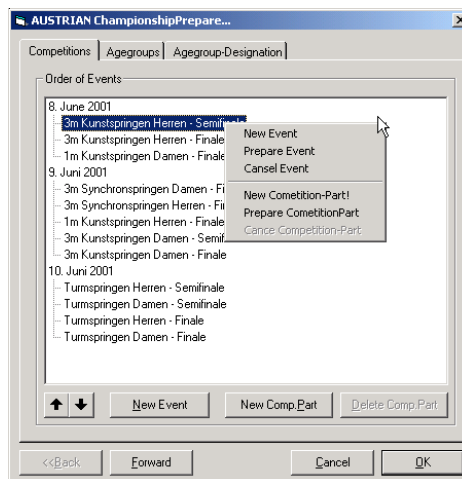 AUSTRIAN ChampionshipPrepare...
Competitions Agegroups Agegroup-Designation
Order of Events
8. June 2001
3m Kunstspringen Herren - Semifinale
3m Kunstspringen Herren - Finale
1m Kunstspringen Damen - Finale
9. Juni 2001
3m Synchronspringen Damen - Fi
3m Synchronspringen Herren - Fi
1m Kunstspringen Herren - Finale
3m Kunstspringen Damen - Semif
3m Kunstspringen Damen - Finale
10. Juni 2001
Turmspringen Herren - Semifinale
Turmspringen Damen - Semifinale
Turmspringen Herren - Finale
Turmspringen Damen - Finale
New Event
Prepare Event
Cansel Event
New Cometition-Part!
Prepare CometitionPart
Cance Competition-Part
New Event New Comp.Part Delete Comp.Part
<<Back Forward Cancel OK